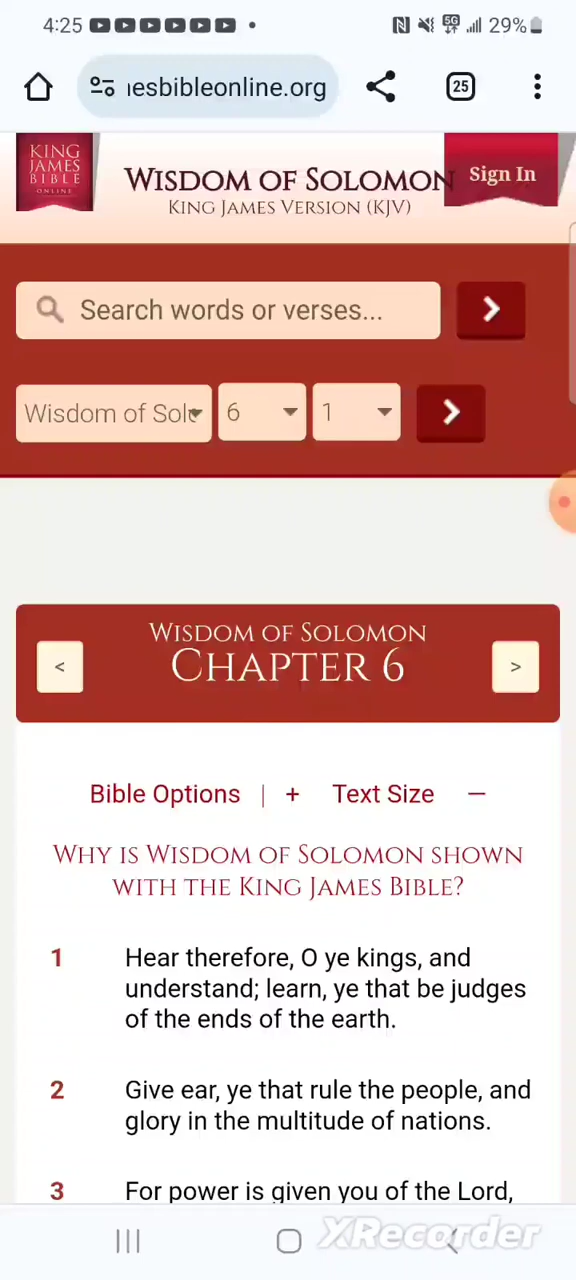 4:25 5G 29%
1esbibleonline.org 25
KING
JAMES
BIBLE
ONLINE
WISDOM OF SOLOMON
KING JAMES VERSION (KJV)
Sign In
Search words or verses...
Wisdom of Solo 6 1
WISDOM OF SOLOMON
CHAPTER 6
< >
Bible Options | + Text Size —
WHY IS WISDOM OF SOLOMON SHOWN
WITH THE KING JAMES BIBLE?
1 Hear therefore, O ye kings, and
understand; learn, ye that be judges
of the ends of the earth.
2 Give ear, ye that rule the people, and
glory in the multitude of nations.
3 For power is given you of the Lord,
XRecorder